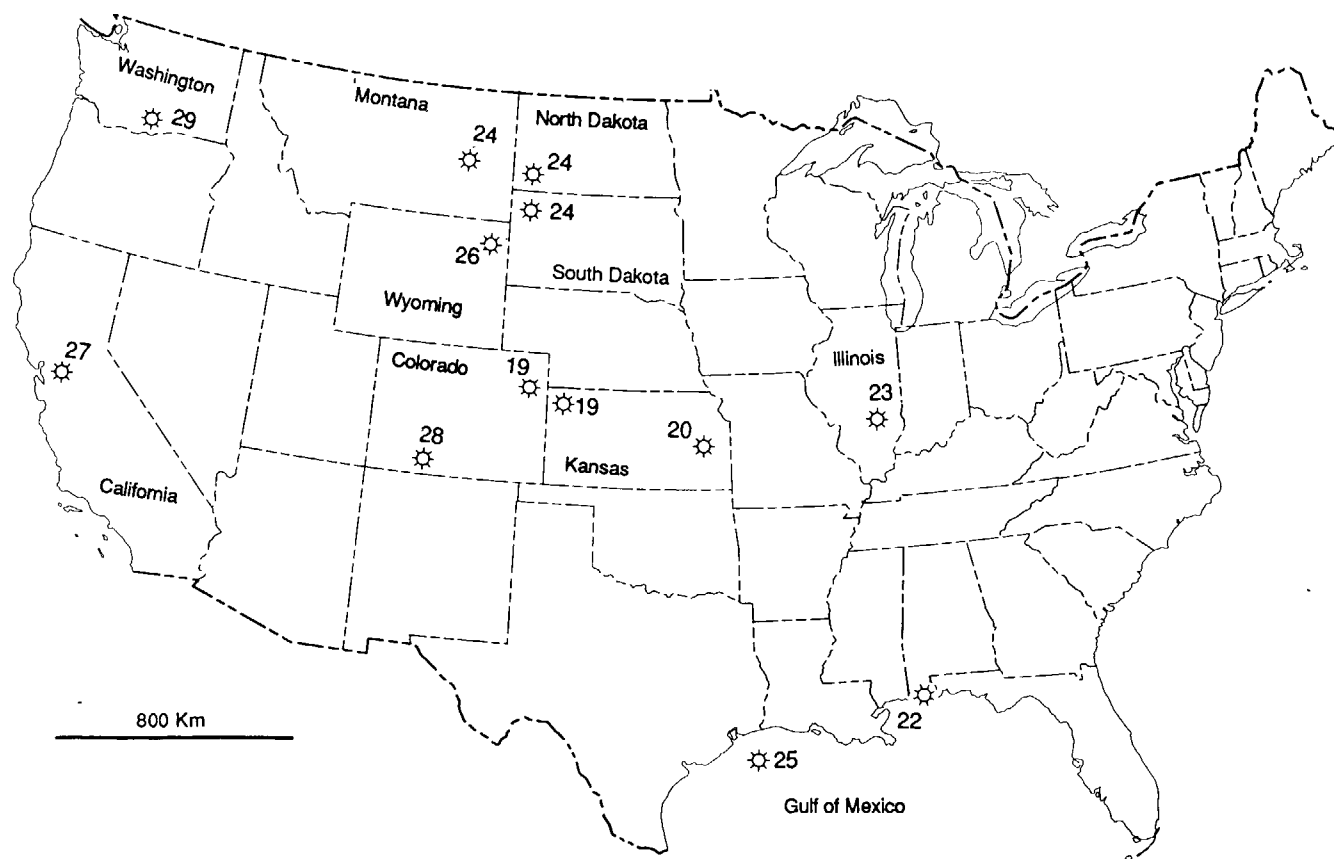 Washington
29
Montana
24
North Dakota
24
24
South Dakota
26
Wyoming
27
Colorado
19
19
28
20
Kansas
Illinois
23
California
800 Km
22
25
Gulf of Mexico